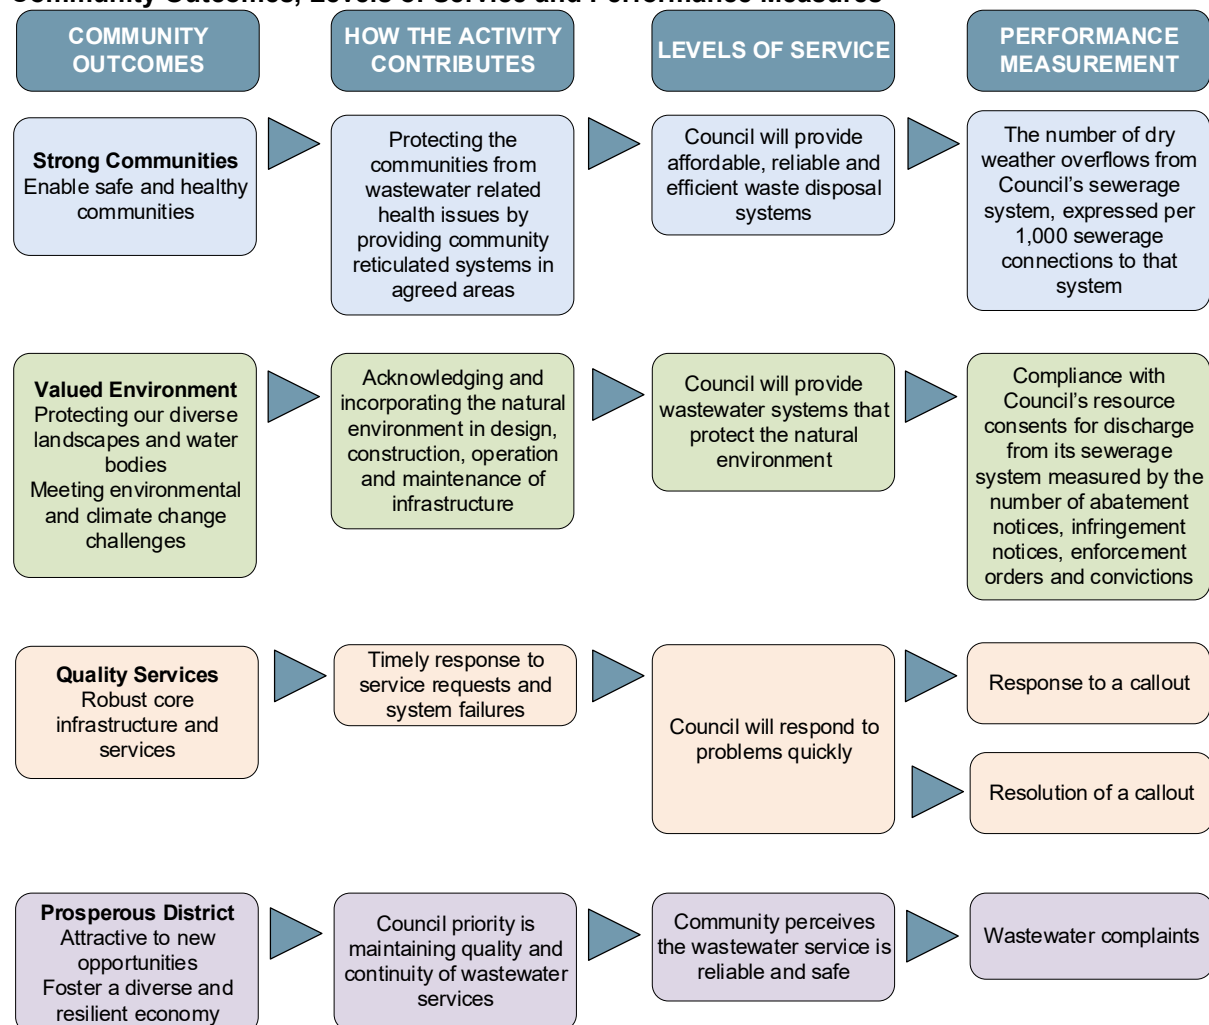 Community Outcomes, Levels of Service and Performance Measures
COMMUNITY
OUTCOMES
HOW THE ACTIVITY
CONTRIBUTES
LEVELS OF SERVICE
PERFORMANCE
MEASUREMENT
Strong Communities
Enable safe and healthy
communities
Protecting the
communities from
wastewater related
health issues by
providing community
reticulated systems in
agreed areas
Council will provide
affordable, reliable and
efficient waste disposal
systems
The number of dry
weather overflows from
Council’s sewerage
system, expressed per
1,000 sewerage
connections to that
system
Valued Environment
Protecting our diverse
landscapes and water
bodies
Meeting environmental
and climate change
challenges
Acknowledging and
incorporating the natural
environment in design,
construction, operation
and maintenance of
infrastructure
Council will provide
wastewater systems that
protect the natural
environment
Compliance with
Council’s resource
consents for discharge
from its sewerage
system measured by the
number of abatement
notices, infringement
notices, enforcement
orders and convictions
Quality Services
Robust core
infrastructure and
services
Timely response to
service requests and
system failures
Council will respond to
problems quickly
Response to a callout
Resolution of a callout
Prosperous District
Attractive to new
opportunities
Foster a diverse and
resilient economy
Council priority is
maintaining quality and
continuity of wastewater
services
Community perceives
the wastewater service is
reliable and safe
Wastewater complaints